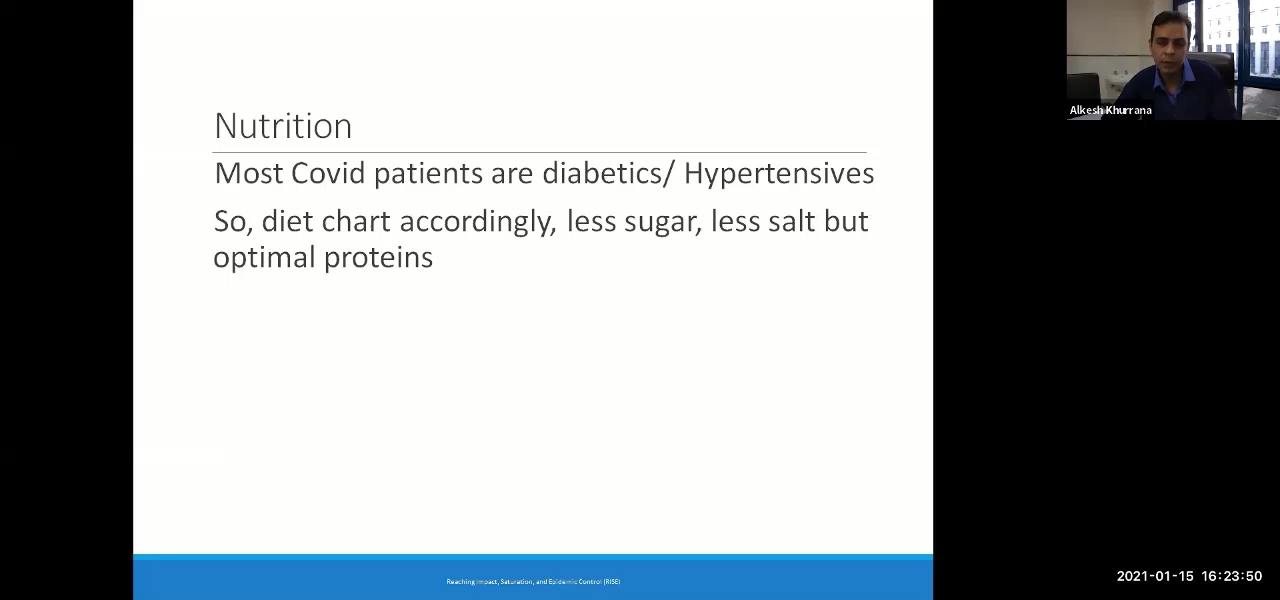 Nutrition
Most Covid patients are diabetics/ Hypertensives
So, diet chart accordingly, less sugar, less salt but
optimal proteins
Alkesh Khurrana
Reaching Impact, Saturation, and Epidemic Control (RISE)
2021-01-15 16:23:50